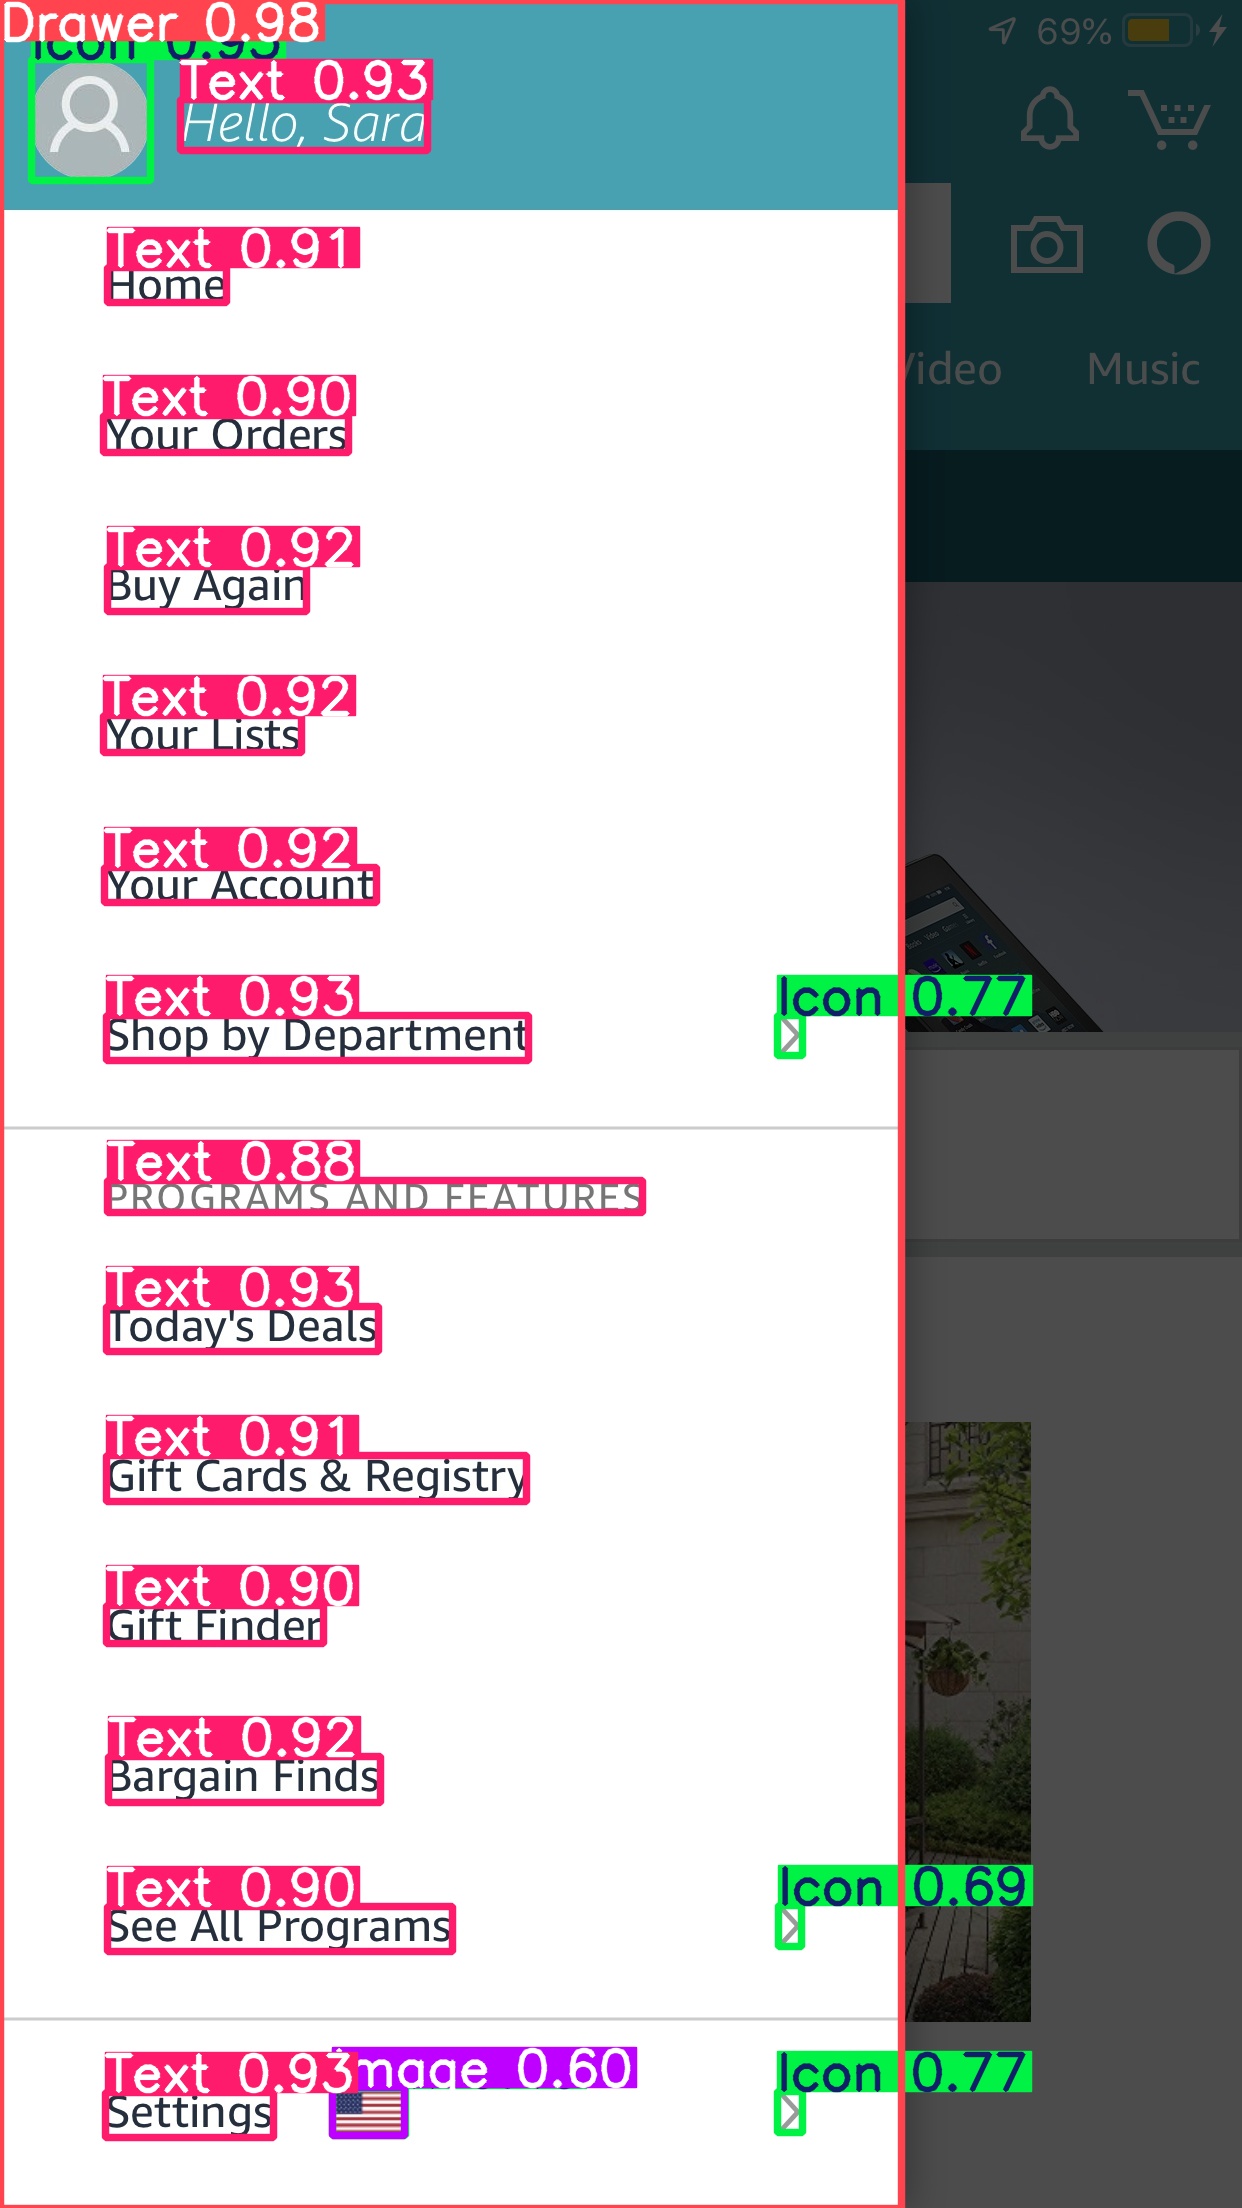 Drawer 0.98
69%
Icon 0.95
Text 0.93
Hello, Sara
Text 0.91
Home
Video
Music
Text 0.90
Your Orders
Text 0.92
Buy Again
Text 0.92
Your Lists
Text 0.92
Your Account
Text 0.93
Icon 0.77
Shop by Department
Text 0.88
PROGRAMS AND FEATURES
Text 0.93
Today's Deals
Text 0.91
Gift Cards & Registry
Text 0.90
Gift Finder
Text 0.92
Bargain Finds
Text 0.90
Icon 0.69
See All Programs
Text 0.93
Image 0.60
Icon 0.77
Settings